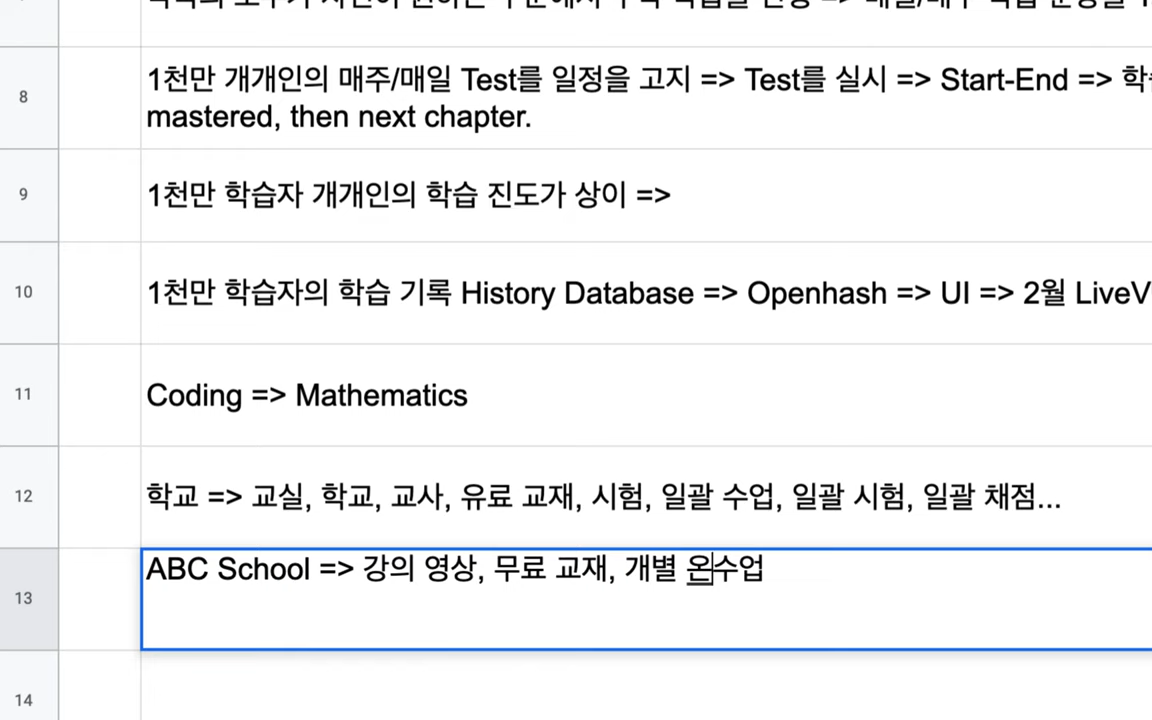 8
1천만 개개인의 매주/매일 Test를 일정을 고지 => Test를 실시 => Start-End =>
mastered, then next chapter.
9
1천만 학습자 개개인의 학습 진도가 상이 =>
10
1천만 학습자의 학습 기록 History Database => Openhash => UI => 2월 LiveV
11
Coding => Mathematics
12
학교 => 교실, 학교, 교사, 유료 교재, 시험, 일괄 수업, 일괄 시험, 일괄 채점...
13
ABC School => 강의 영상, 무료 교재, 개별 온수업
14